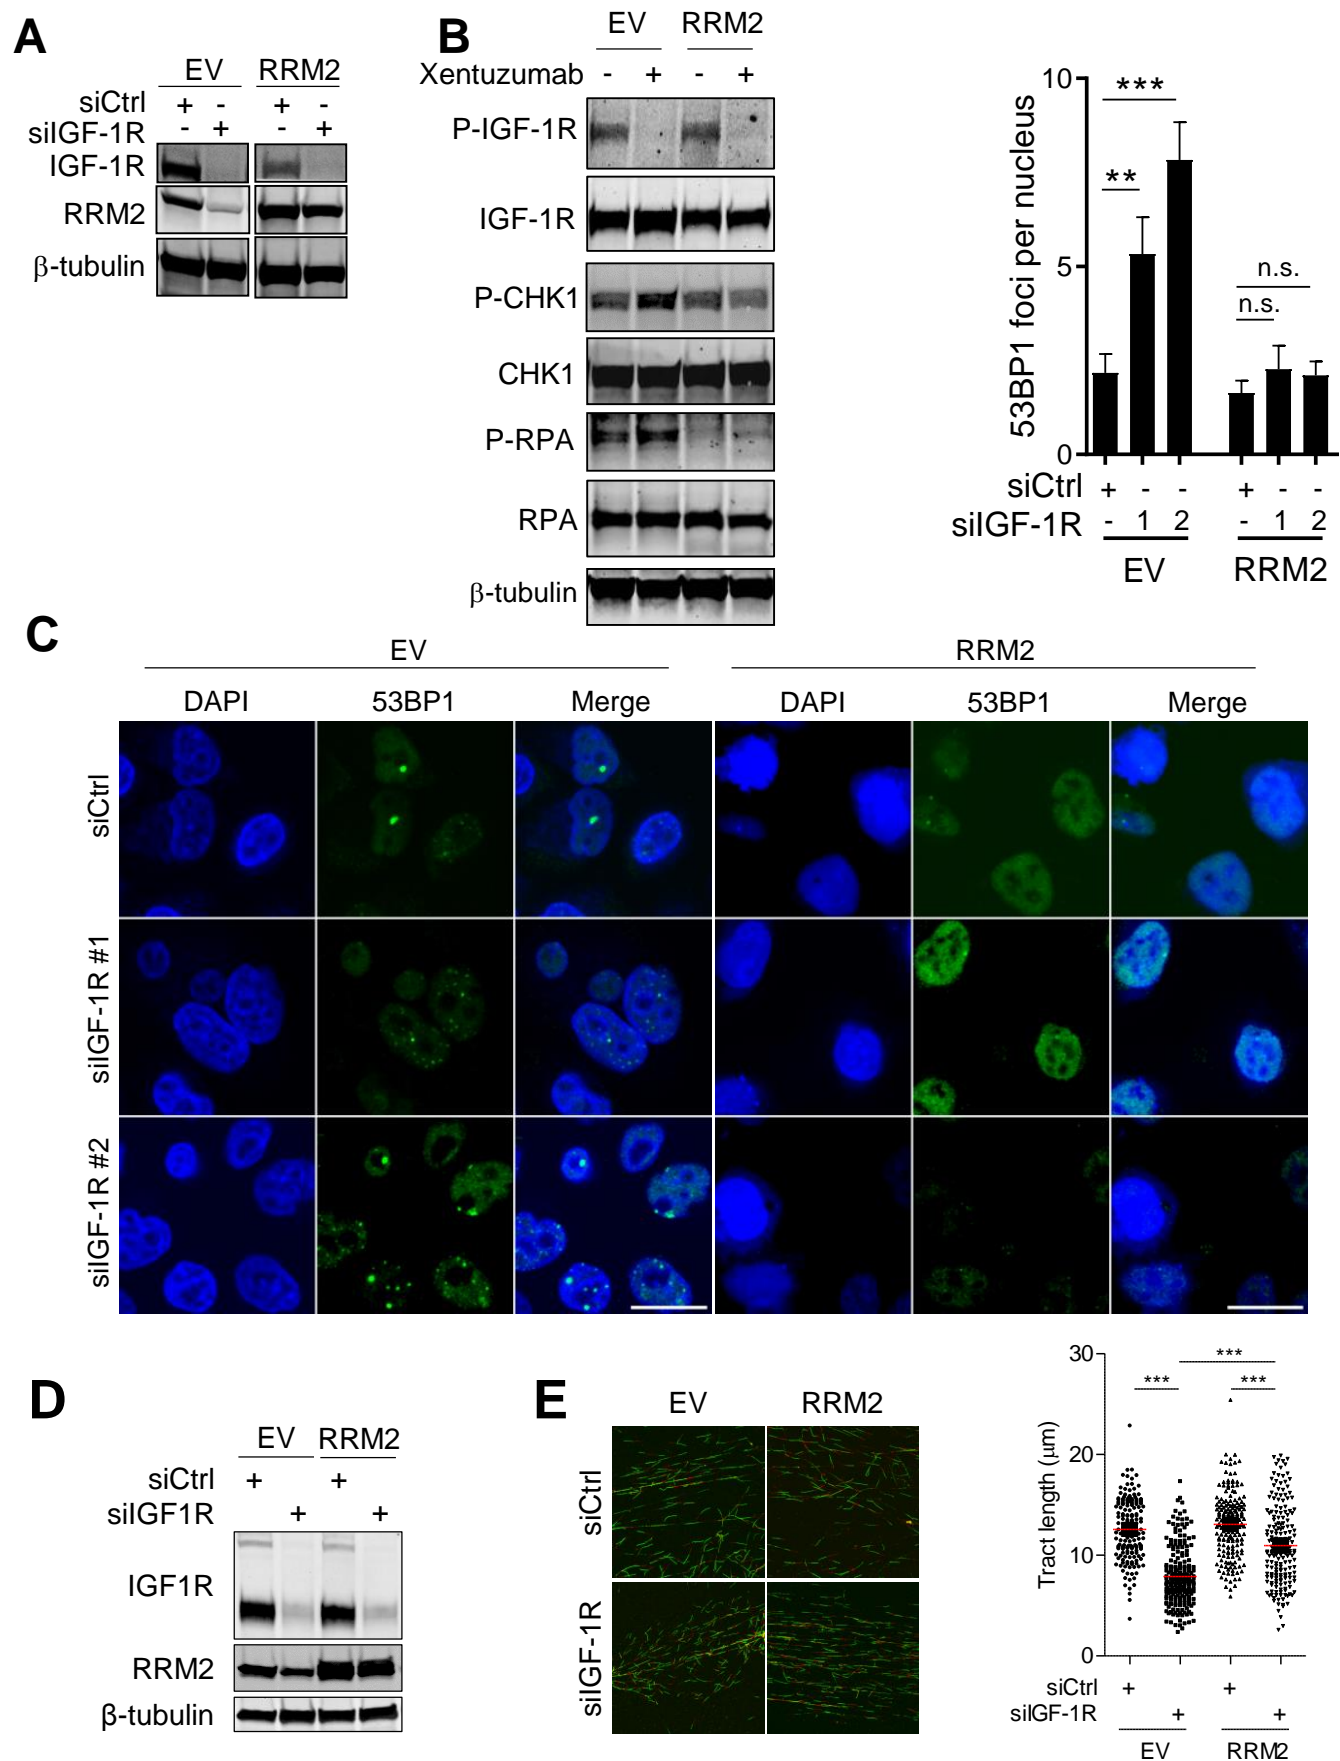 A
EV RRM2
siCtrl + - + -
siIGF-1R - + - +
IGF-1R
RRM2
β-tubulin
B
EV RRM2
Xentuzumab - + - +
P-IGF-1R
IGF-1R
P-CHK1
CHK1
P-RPA
RPA
β-tubulin
53BP1 foci per nucleus
10
5
0
***
**
n.s.
n.s.
siCtrl + - - + - -
siIGF-1R - 1 2 - 1 2
EV RRM2
C
EV RRM2
DAPI 53BP1 Merge DAPI 53BP1 Merge
siCtrl
siIGF-1R #1
siIGF-1R #2
D
EV RRM2
siCtrl + +
siIGF1R + +
IGF1R
RRM2
β-tubulin
E
EV RRM2
siCtrl
siIGF-1R
Tract length (μm)
30
20
10
0
***
*** ***
siCtrl + +
siIGF-1R + +
EV RRM2